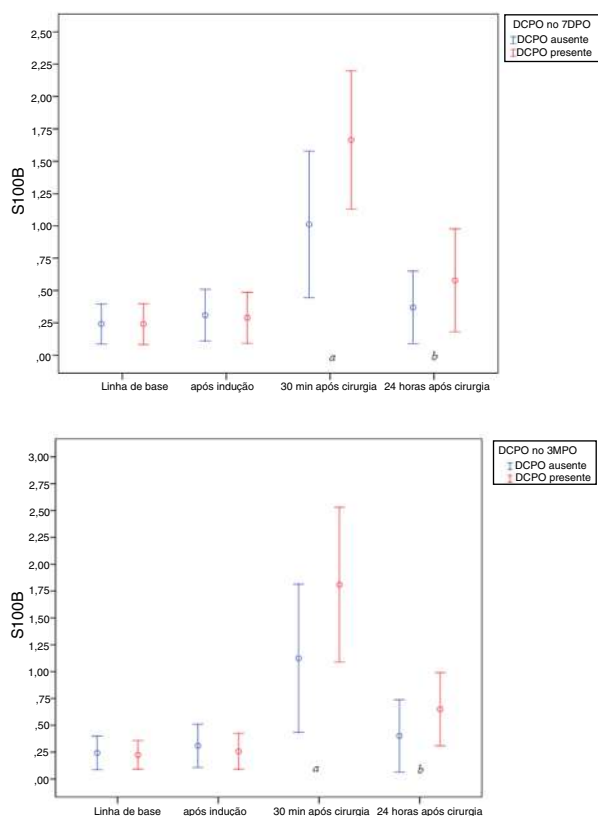 DCPO no 7DPO
DCPO ausente
DCPO presente
2,50
2,25
2,00
1,75
1,50
1,25
1,00
,75
,50
,25
,00
S100B
a
b
Linha de base
após indução
30 min após cirurgia
24 horas após cirurgia
DCPO no 3MPO
DCPO ausente
DCPO presente
3,00
2,75
2,50
2,25
2,00
1,75
1,50
1,25
1,00
,75
,50
,25
,00
S100B
a
b
Linha de base
após indução
30 min após cirurgia
24 horas após cirurgia